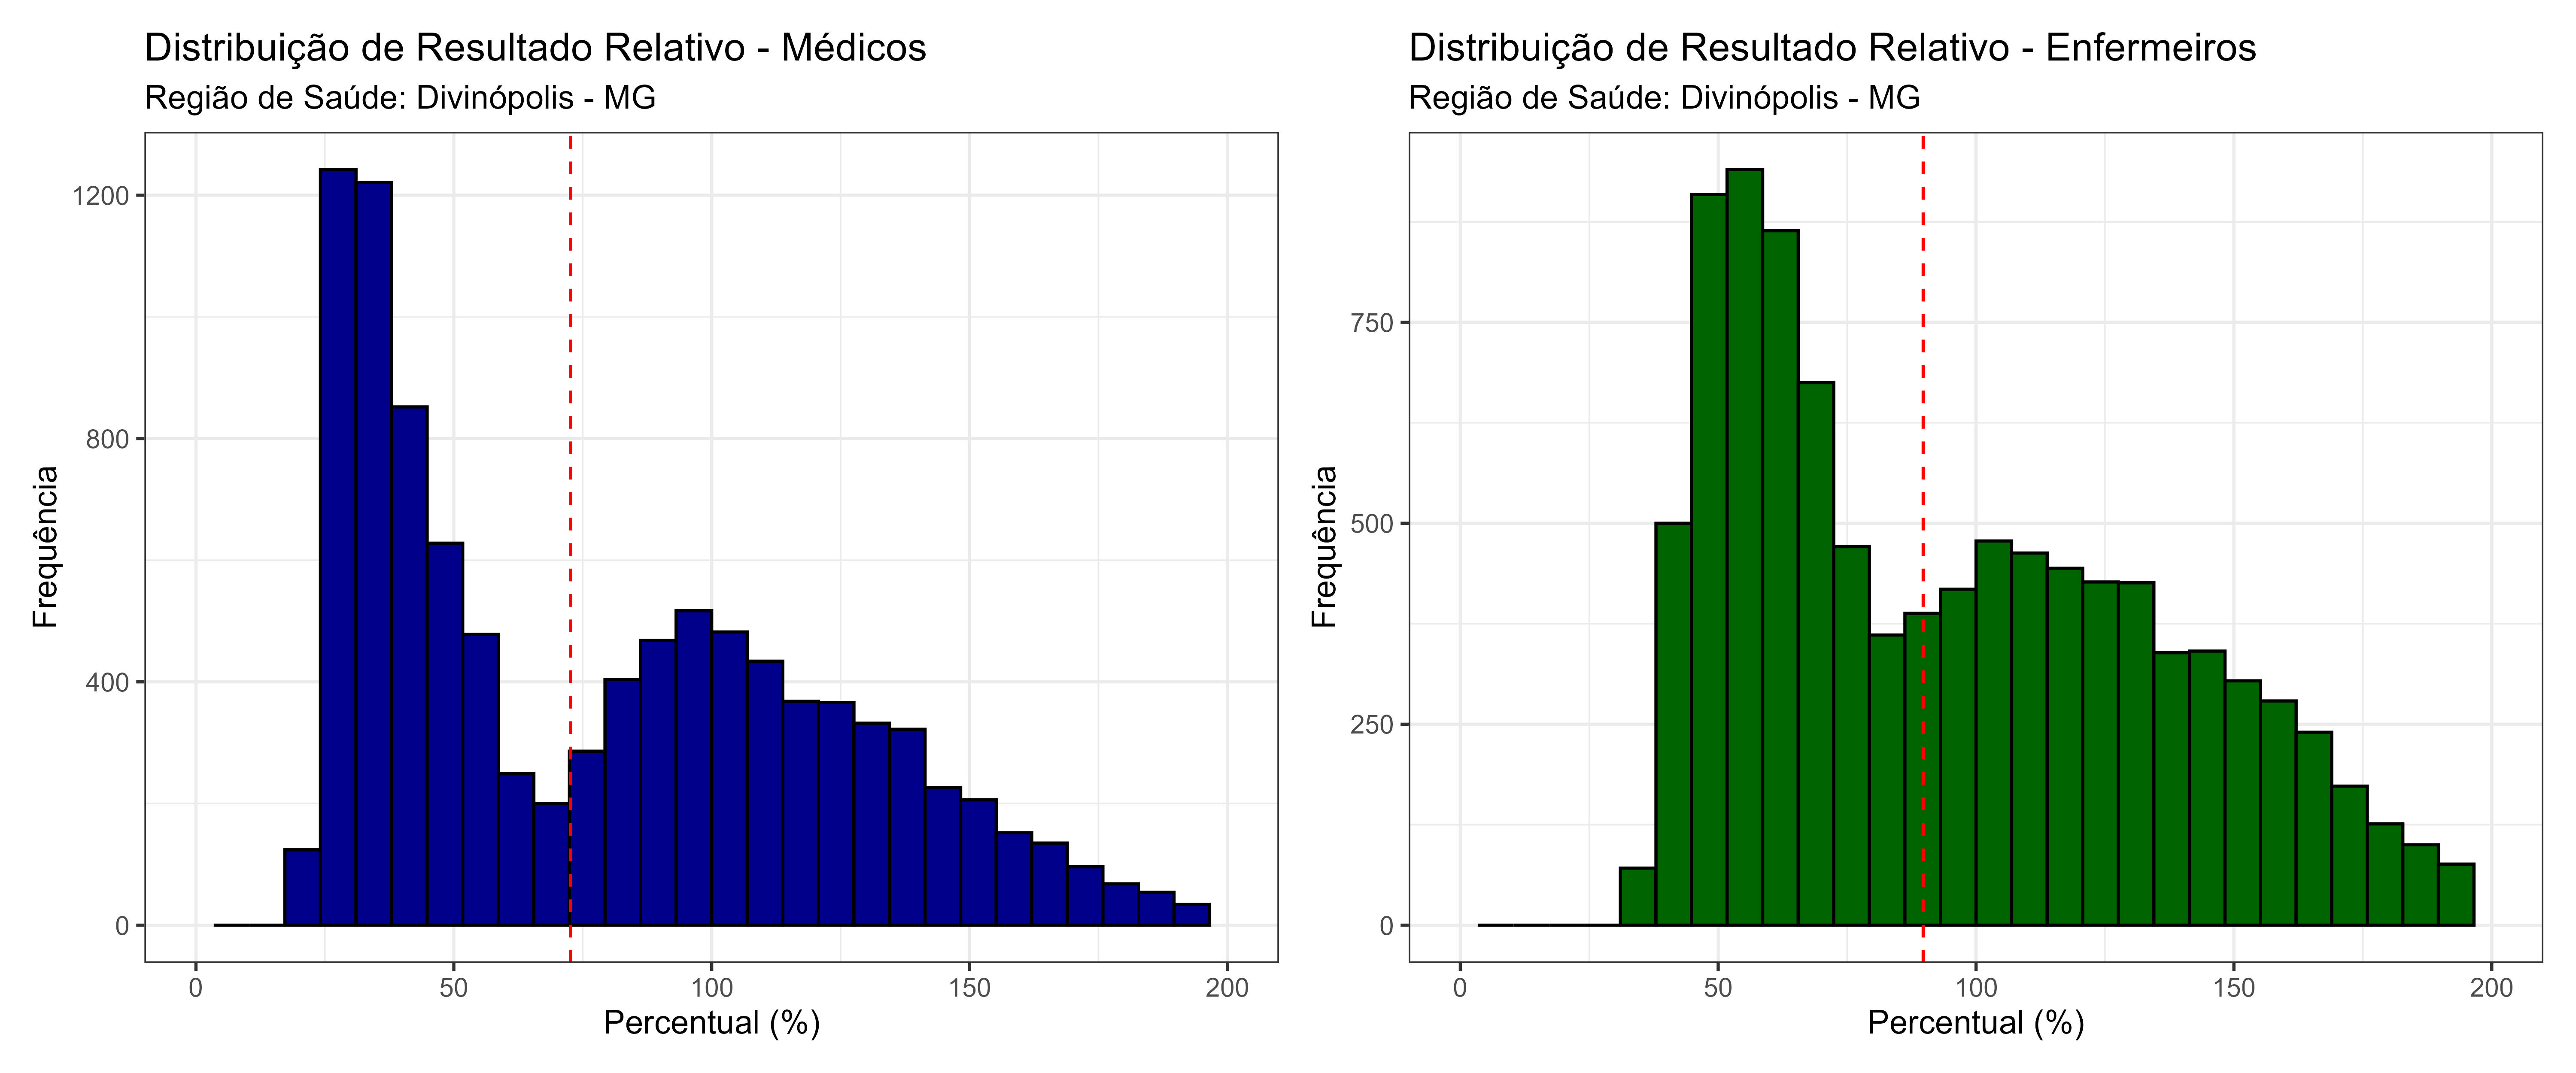 Distribuição de Resultado Relativo - Médicos
Região de Saúde: Divinópolis - MG
1200
800
400
0
Frequência
0 50 100 150 200
Percentual (%)
Distribuição de Resultado Relativo - Enfermeiros
Região de Saúde: Divinópolis - MG
750
500
250
0
Frequência
0 50 100 150 200
Percentual (%)